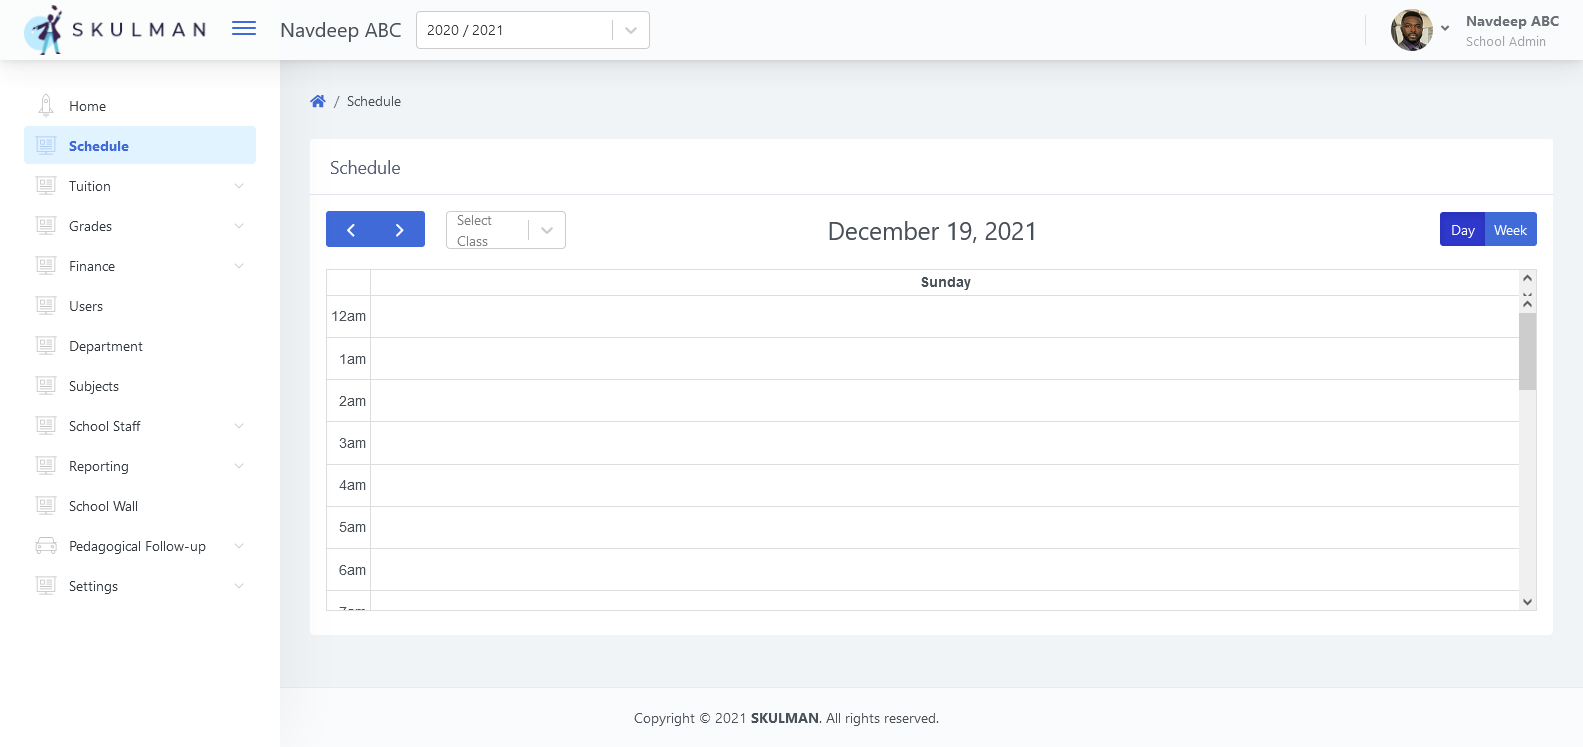 SKULMAN
Navdeep ABC
2020 / 2021
Navdeep ABC
School Admin
Home
Schedule
Tuition
Grades
Finance
Users
Department
Subjects
School Staff
Reporting
School Wall
Pedagogical Follow-up
Settings
/ Schedule
Schedule
Select
Class
December 19, 2021
Day
Week
Sunday
12am
1am
2am
3am
4am
5am
6am
7am
Copyright © 2021 SKULMAN. All rights reserved.